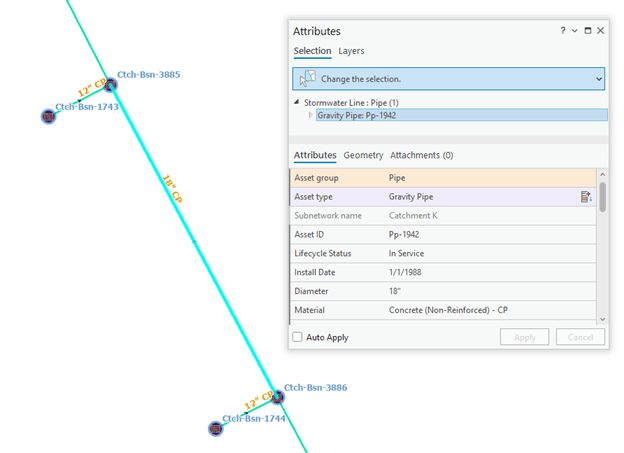 Ctch-Bsn-3885
12" CP
Ctch-Bsn-1743
18" CP
Ctch-Bsn-3886
12" CP
Ctch-Bsn-1744
Attributes
?
Selection Layers
Change the selection.
Stormwater Line : Pipe (1)
Gravity Pipe: Pp-1942
Attributes Geometry Attachments (0)
Asset group Pipe
Asset type Gravity Pipe
Subnetwork name Catchment K
Asset ID Pp-1942
Lifecycle Status In Service
Install Date 1/1/1988
Diameter 18"
Material Concrete (Non-Reinforced) - CP
Auto Apply Apply Cancel